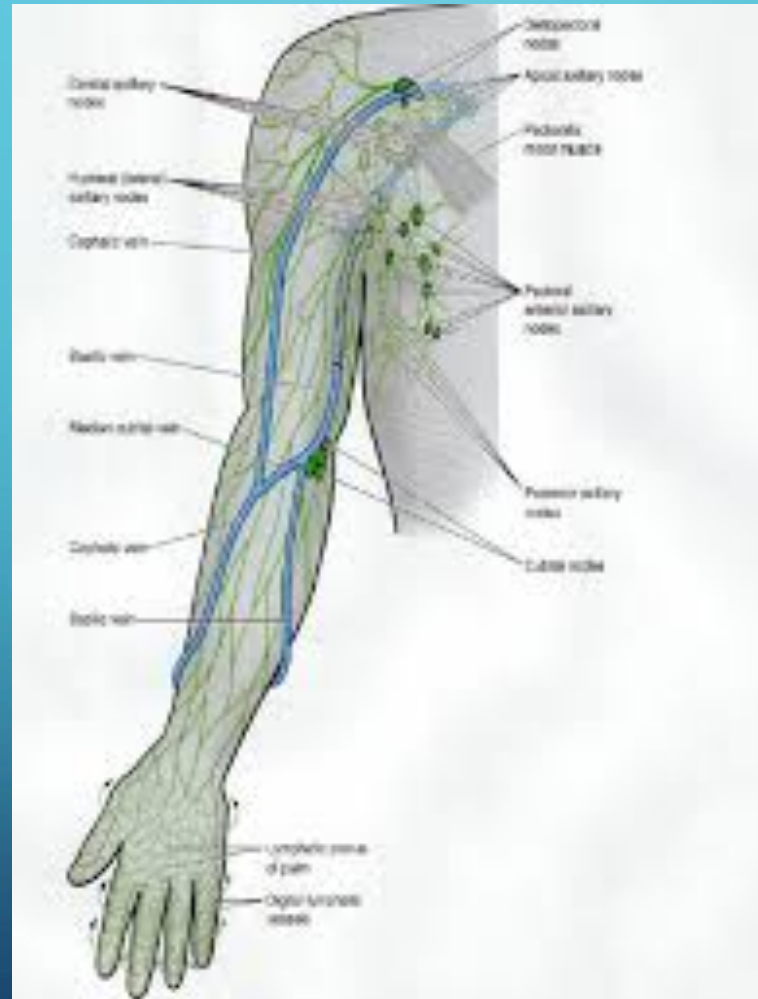 nodes
Apical axillary nodes
Central axillary
nodes
Pectoralis
minor muscle
Humeral (lateral)
axillary nodes
Cephalic vein
Pectoral
anterior axillary
nodes
Basilic vein
Median cubital vein
Posterior axillary
nodes
Cephalic vein
Cubital nodes
Basilic vein
Lymphatic plexus
of palm
Digital lymphatic
vessels